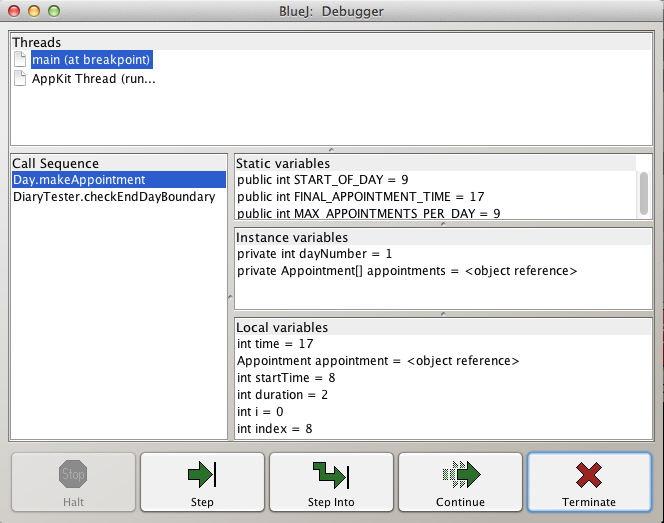 BlueJ: Debugger
Threads
main (at breakpoint)
AppKit Thread (run...
Call Sequence
Day.makeAppointment
DiaryTester.checkEndDayBoundary
Static variables
public int START_OF_DAY = 9
public int FINAL_APPOINTMENT_TIME = 17
public int MAX_APPOINTMENTS_PER_DAY = 9
Instance variables
private int dayNumber = 1
private Appointment[] appointments = <object reference>
Local variables
int time = 17
Appointment appointment = <object reference>
int startTime = 8
int duration = 2
int i = 0
int index = 8
Stop
Halt
Step
Step Into
Continue
Terminate